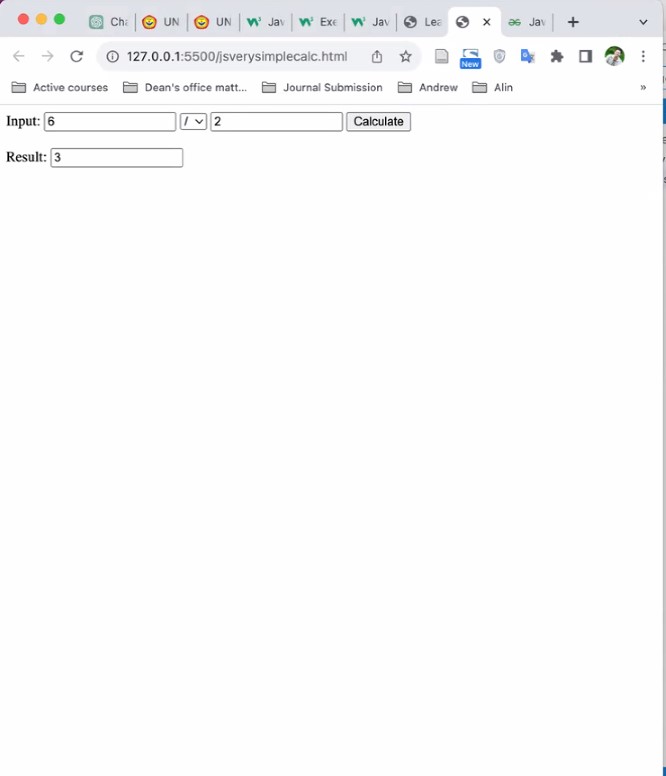 Cha UN UN Jav Exe Jav Lea Jav
127.0.0.1:5500/jsverysimplecalc.html New
Active courses Dean's office matt... Journal Submission Andrew Alin »
Input: 6 / 2 Calculate
Result: 3